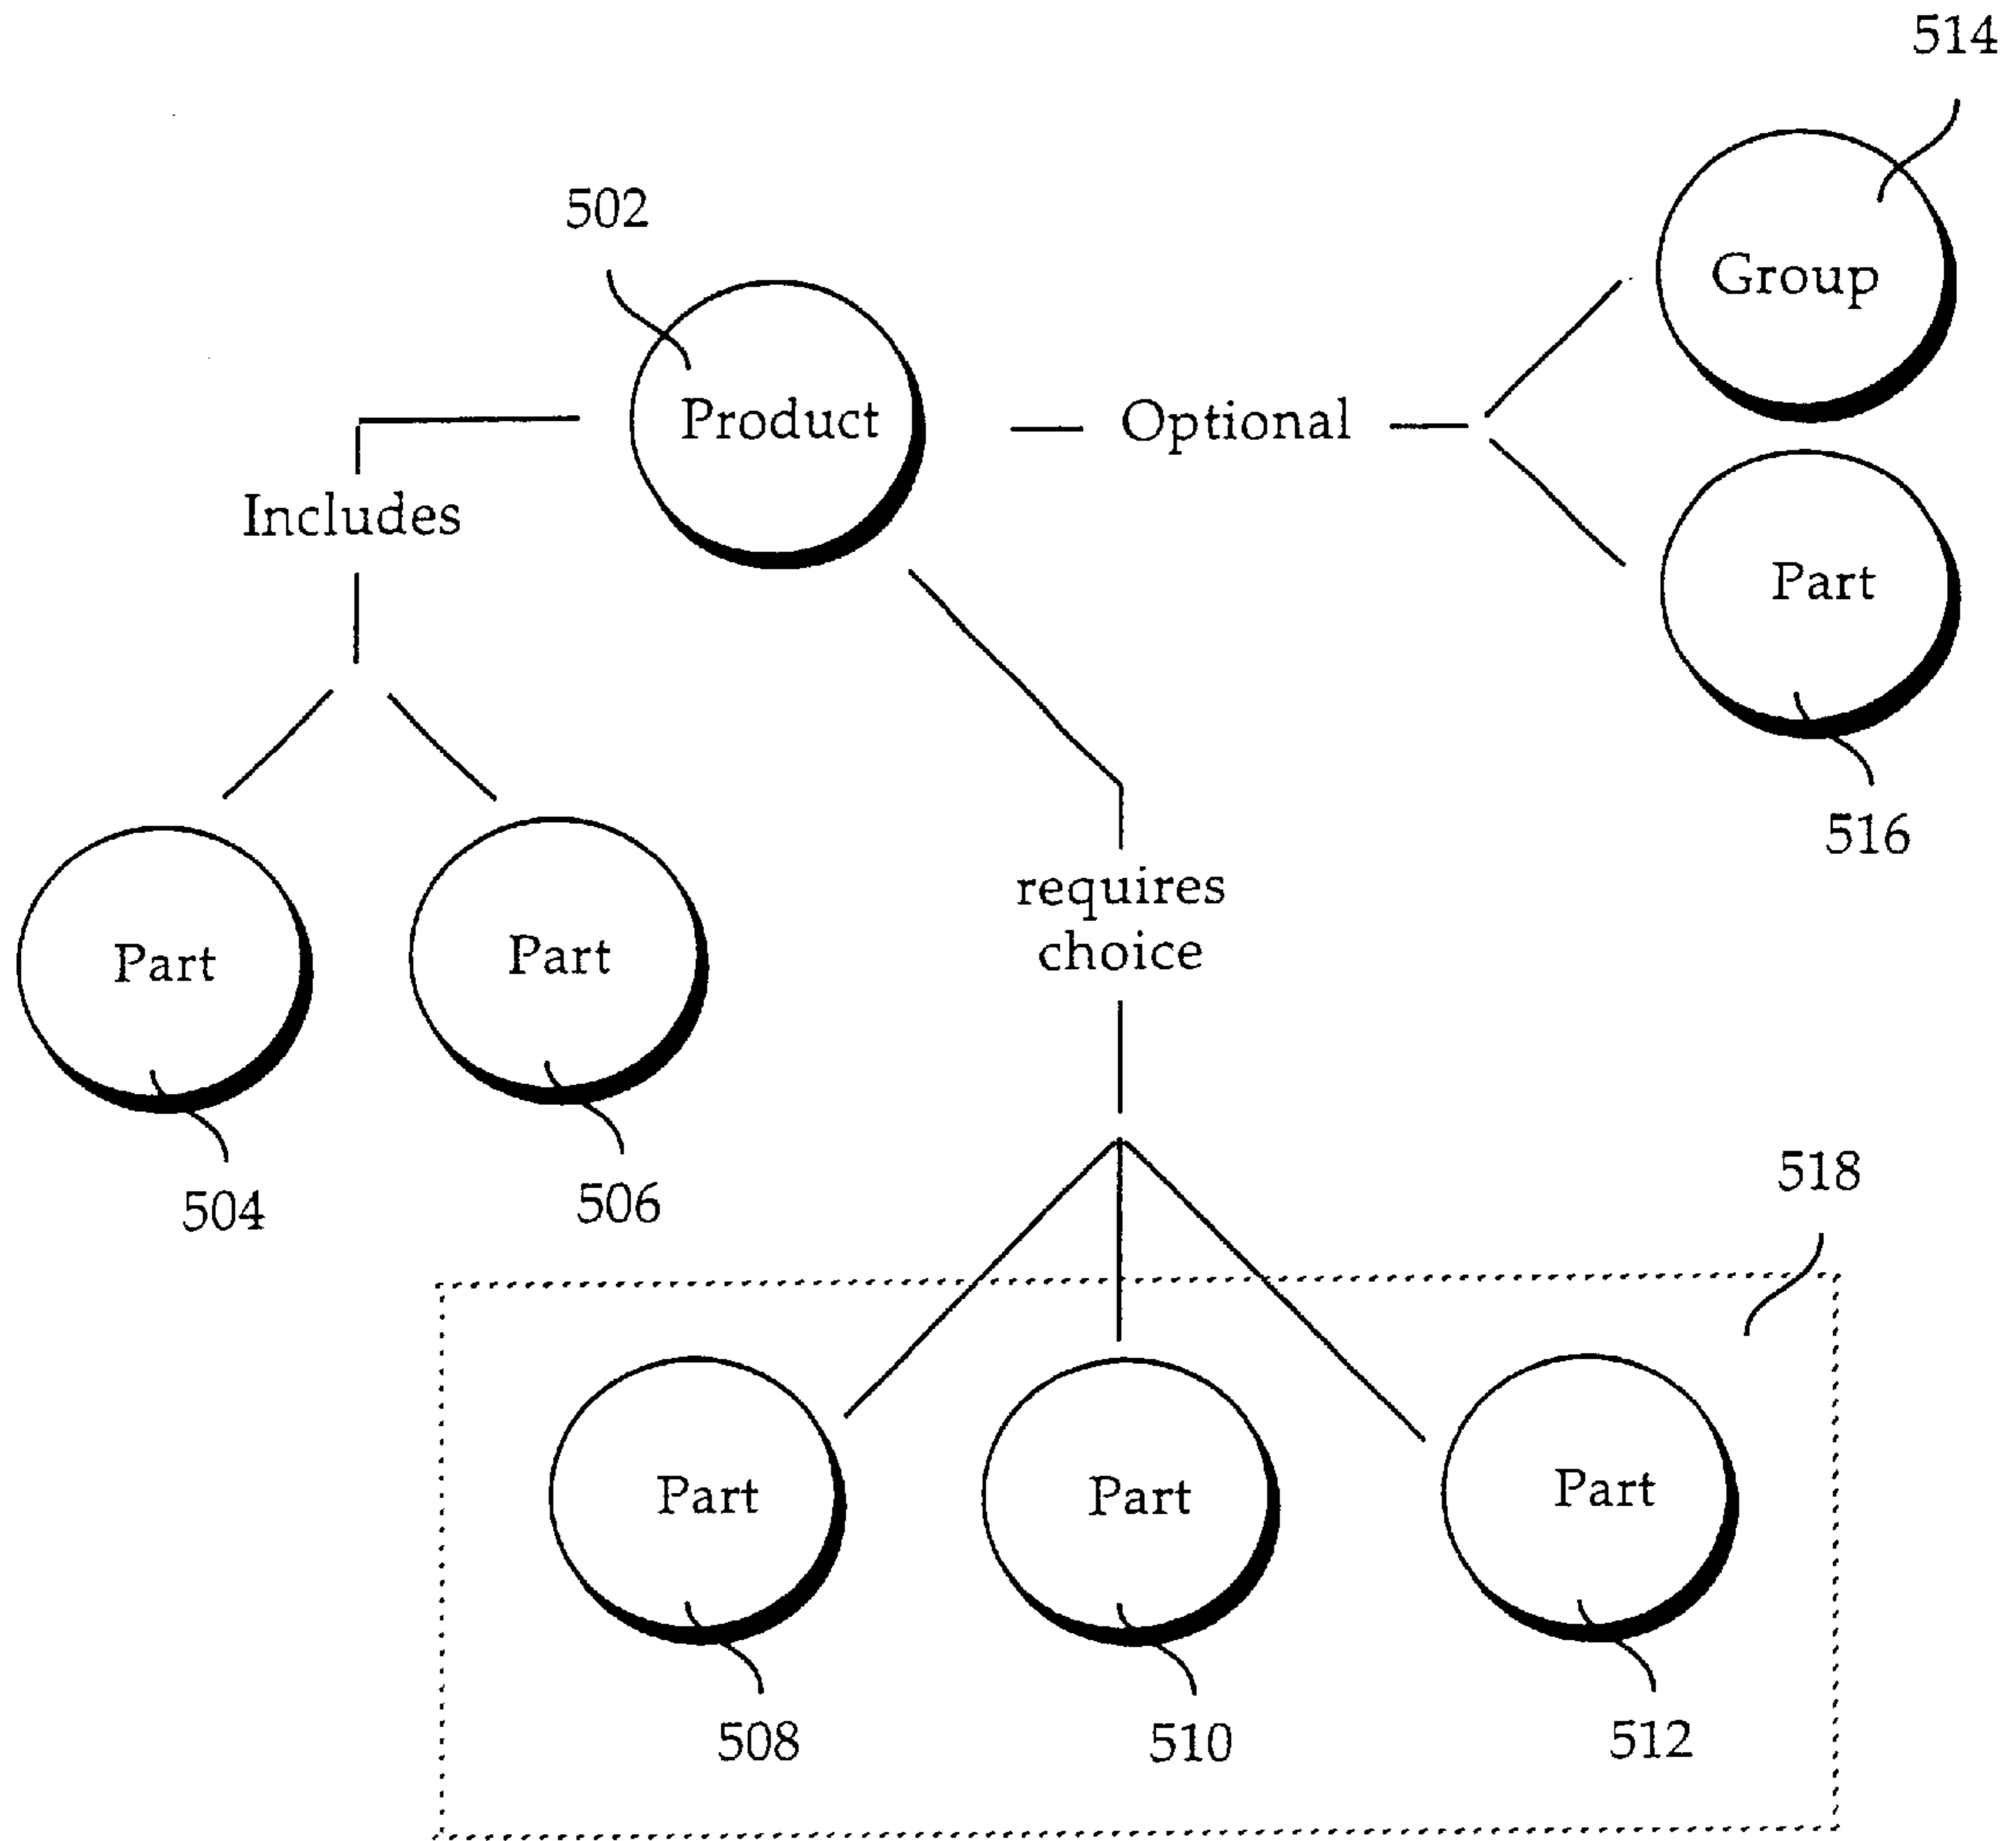 514
502
Group
Product
Optional
Includes
Part
516
requires
choice
Part
Part
504
506
518
Part
Part
Part
508
510
512